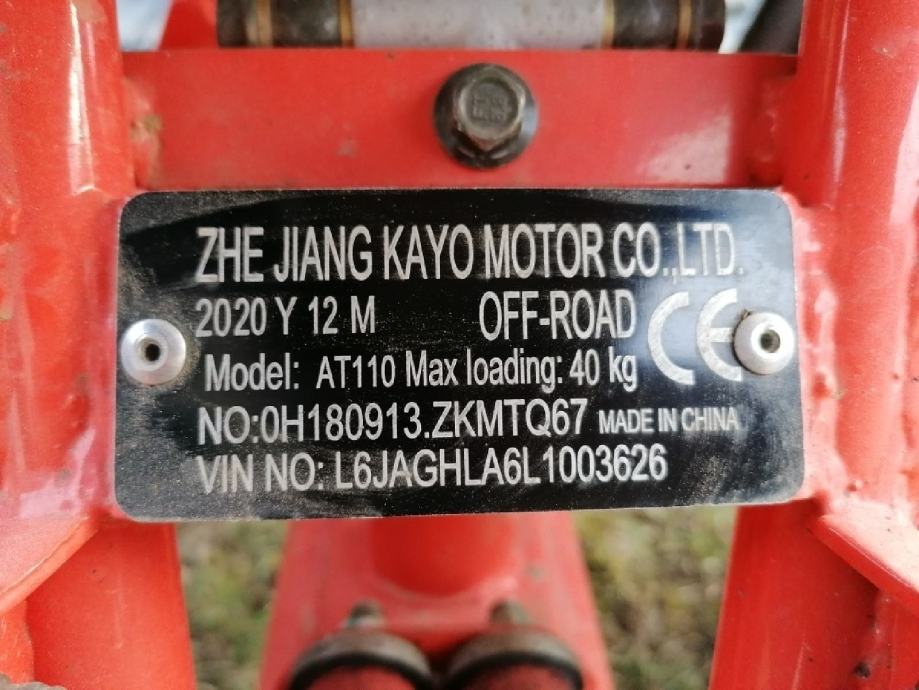 ZHE JIANG KAYO MOTOR CO.,LTD.
2020 Y 12 M OFF-ROAD CE
Model: AT110 Max loading: 40 kg
NO:0H180913.ZKMTQ67 MADE IN CHINA
VIN NO: L6JAGHLA6L1003626